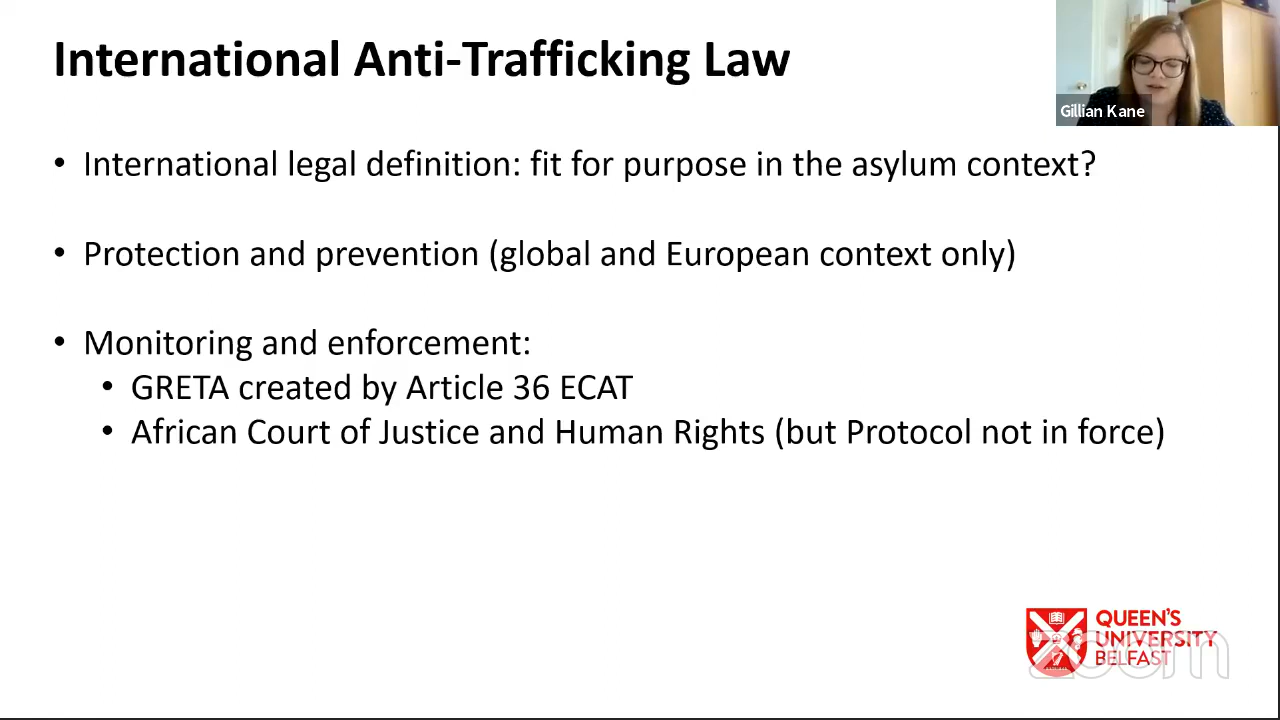 International Anti-Trafficking Law
Gillian Kane
• International legal definition: fit for purpose in the asylum context?
• Protection and prevention (global and European context only)
• Monitoring and enforcement:
• GRETA created by Article 36 ECAT
• African Court of Justice and Human Rights (but Protocol not in force)
QUEEN'S
UNIVERSITY
BELFAST
zoom